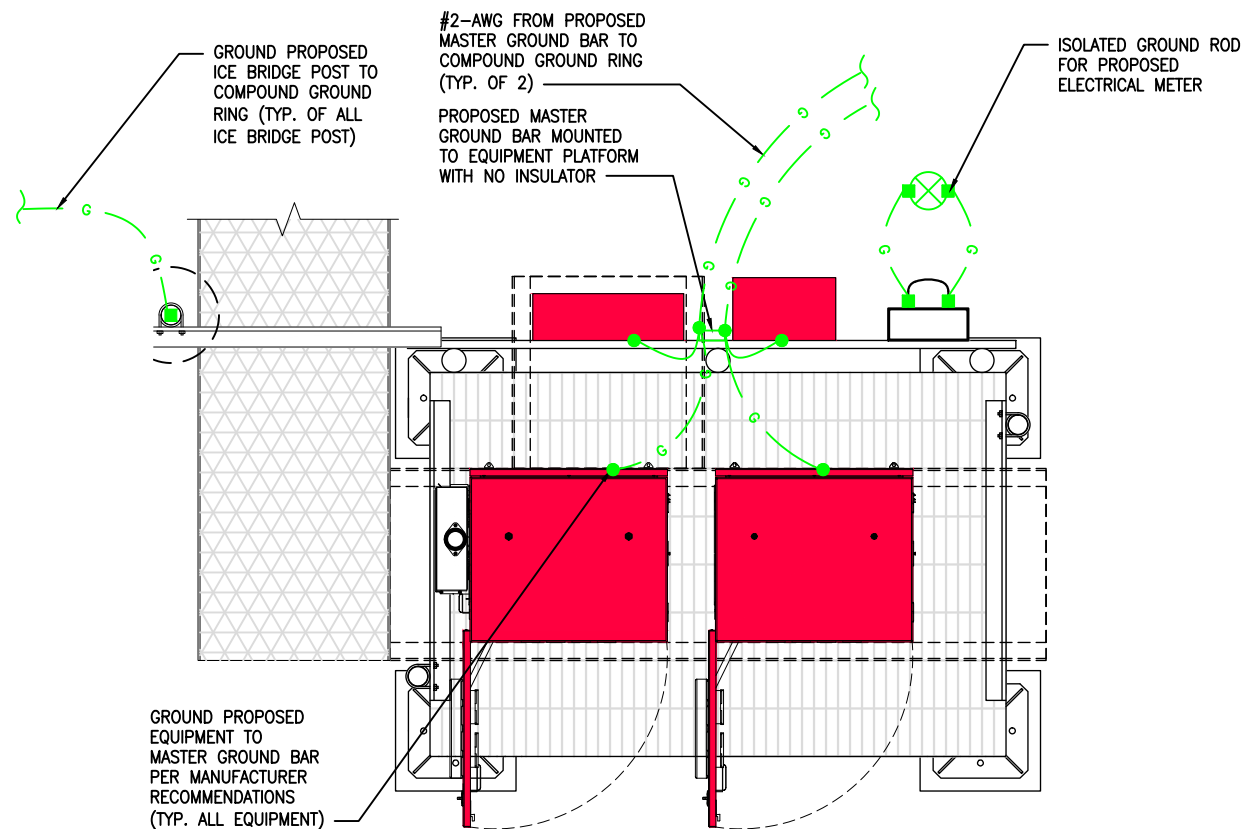 GROUND PROPOSED
ICE BRIDGE POST TO
COMPOUND GROUND
RING (TYP. OF ALL
ICE BRIDGE POST)
#2-AWG FROM PROPOSED
MASTER GROUND BAR TO
COMPOUND GROUND RING
(TYP. OF 2)
PROPOSED MASTER
GROUND BAR MOUNTED
TO EQUIPMENT PLATFORM
WITH NO INSULATOR
ISOLATED GROUND ROD
FOR PROPOSED
ELECTRICAL METER
G
G
G
G
G
G
G
G
G
G
G
G
G
GROUND PROPOSED
EQUIPMENT TO
MASTER GROUND BAR
PER MANUFACTURER
RECOMMENDATIONS
(TYP. ALL EQUIPMENT)